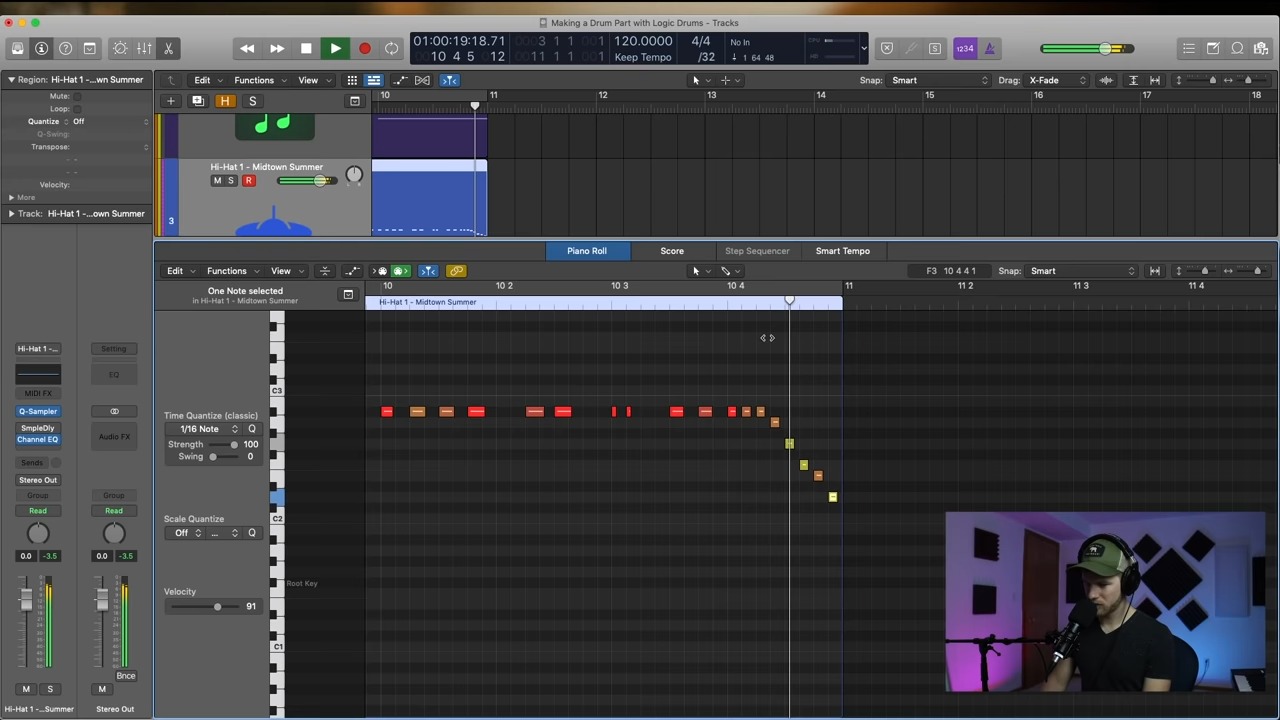 Making a Drum Part with Logic Drums - Tracks
01:00:19:18.71
10 4 5 12
3 1 1 001
11 1 1 001
120.0000
Keep Tempo
4/4
/32
No In
1 64 48
CPU
1234
Region: Hi-Hat 1 -...wn Summer
Mute:
Loop:
Quantize Off
Q-Swing:
Transpose:
Velocity:
More
Track: Hi-Hat 1 -...own Summer
Edit Functions View
H S
Snap: Smart
Drag: X-Fade
10 11 12 13 14 15 16 17 18
Hi-Hat 1 - Midtown Summer
M S R
3
Piano Roll
Score
Step Sequencer
Smart Tempo
Edit Functions View
F3 10 4 4 1
Snap: Smart
One Note selected
in Hi-Hat 1 - Midtown Summer
10 10 2 10 3 10 4 11 11 2 11 3 11 4
Hi-Hat 1 - Midtown Summer
Time Quantize (classic)
1/16 Note Q
Strength 100
Swing 0
Scale Quantize
Off ... Q
Velocity
91
C3
C2
C1
Root Key
Hi-Hat 1 -...
Setting
EQ
MIDI FX
Q-Sampler
SmpleDly
Channel EQ
Audio FX
Sends
Stereo Out
Group
Group
Read
Read
0.0 -3.5
0.0 -3.5
Bnce
M S
M
Hi-Hat 1 -...Summer
Stereo Out